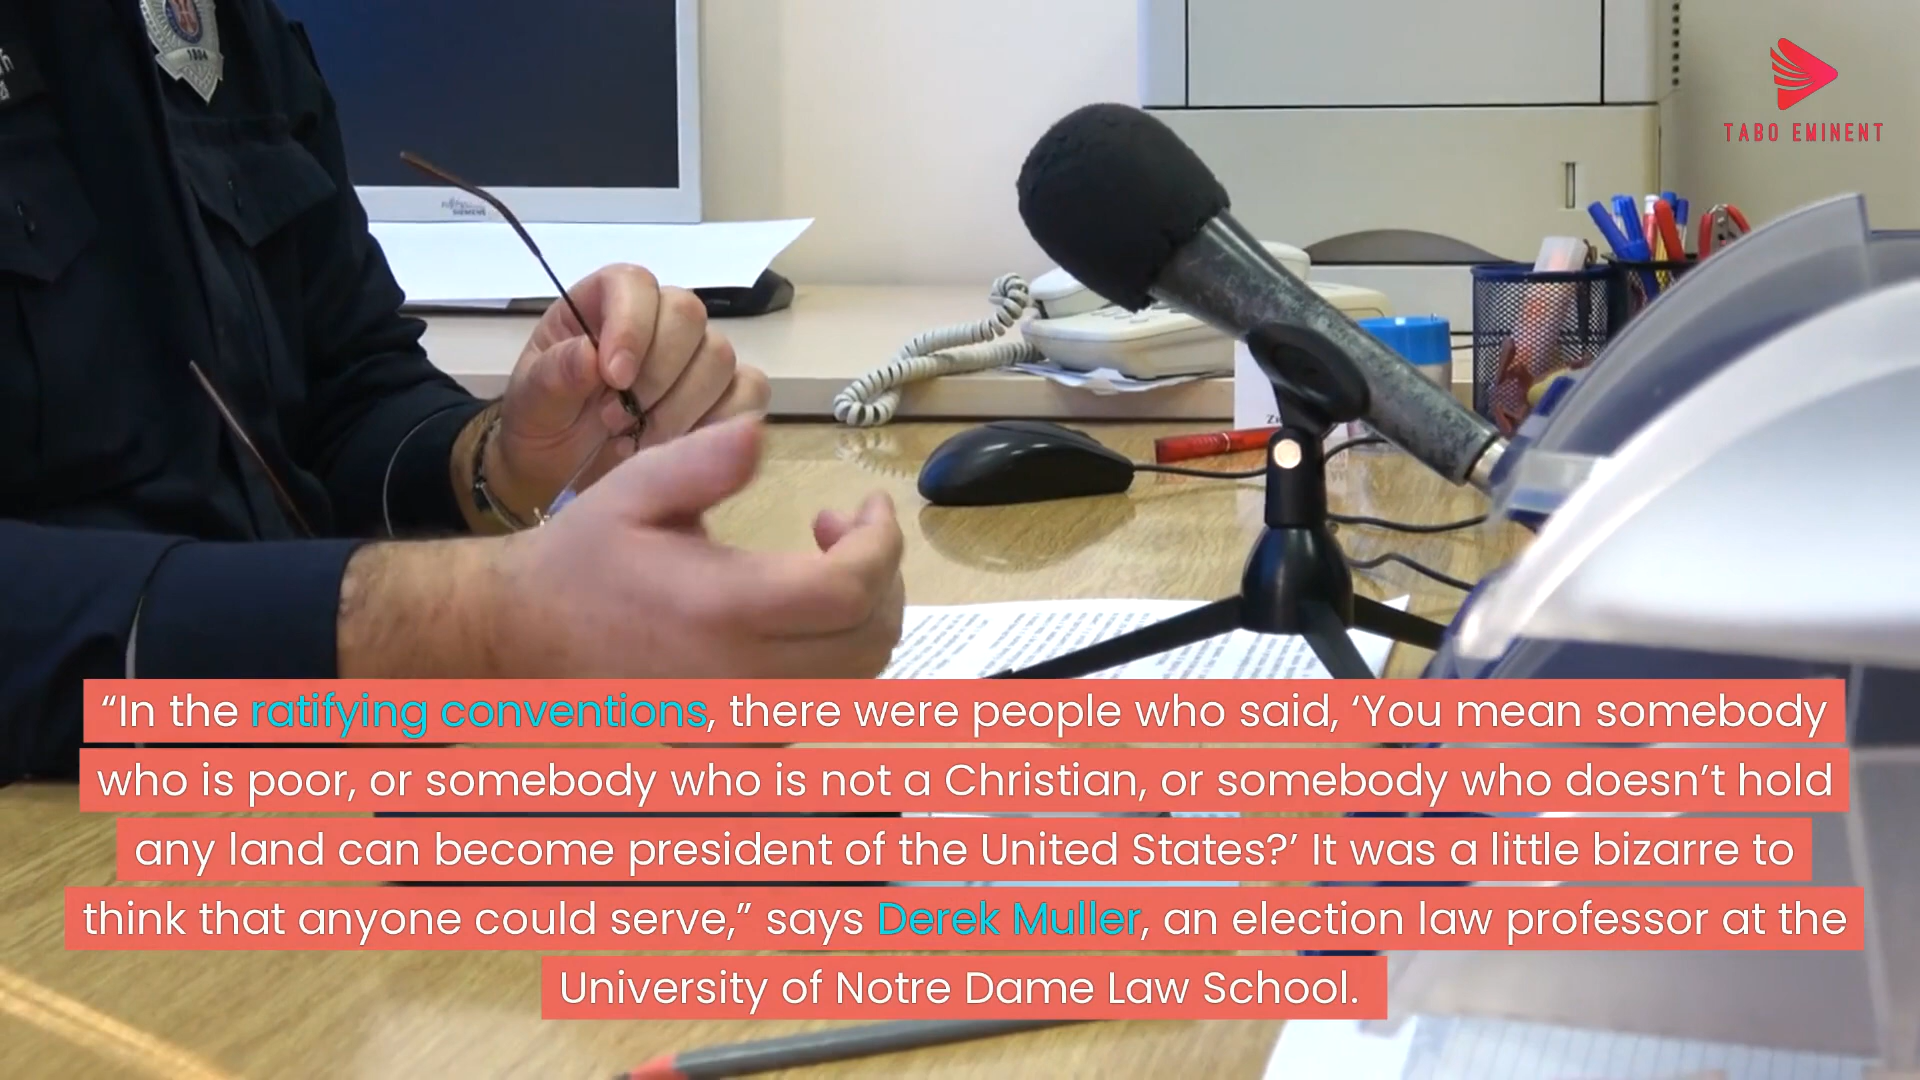 1904
TABO EMINENT
SIEMENS
“In the ratifying conventions, there were people who said, ‘You mean somebody
who is poor, or somebody who is not a Christian, or somebody who doesn’t hold
any land can become president of the United States?’ It was a little bizarre to
think that anyone could serve,” says Derek Muller, an election law professor at the
University of Notre Dame Law School.